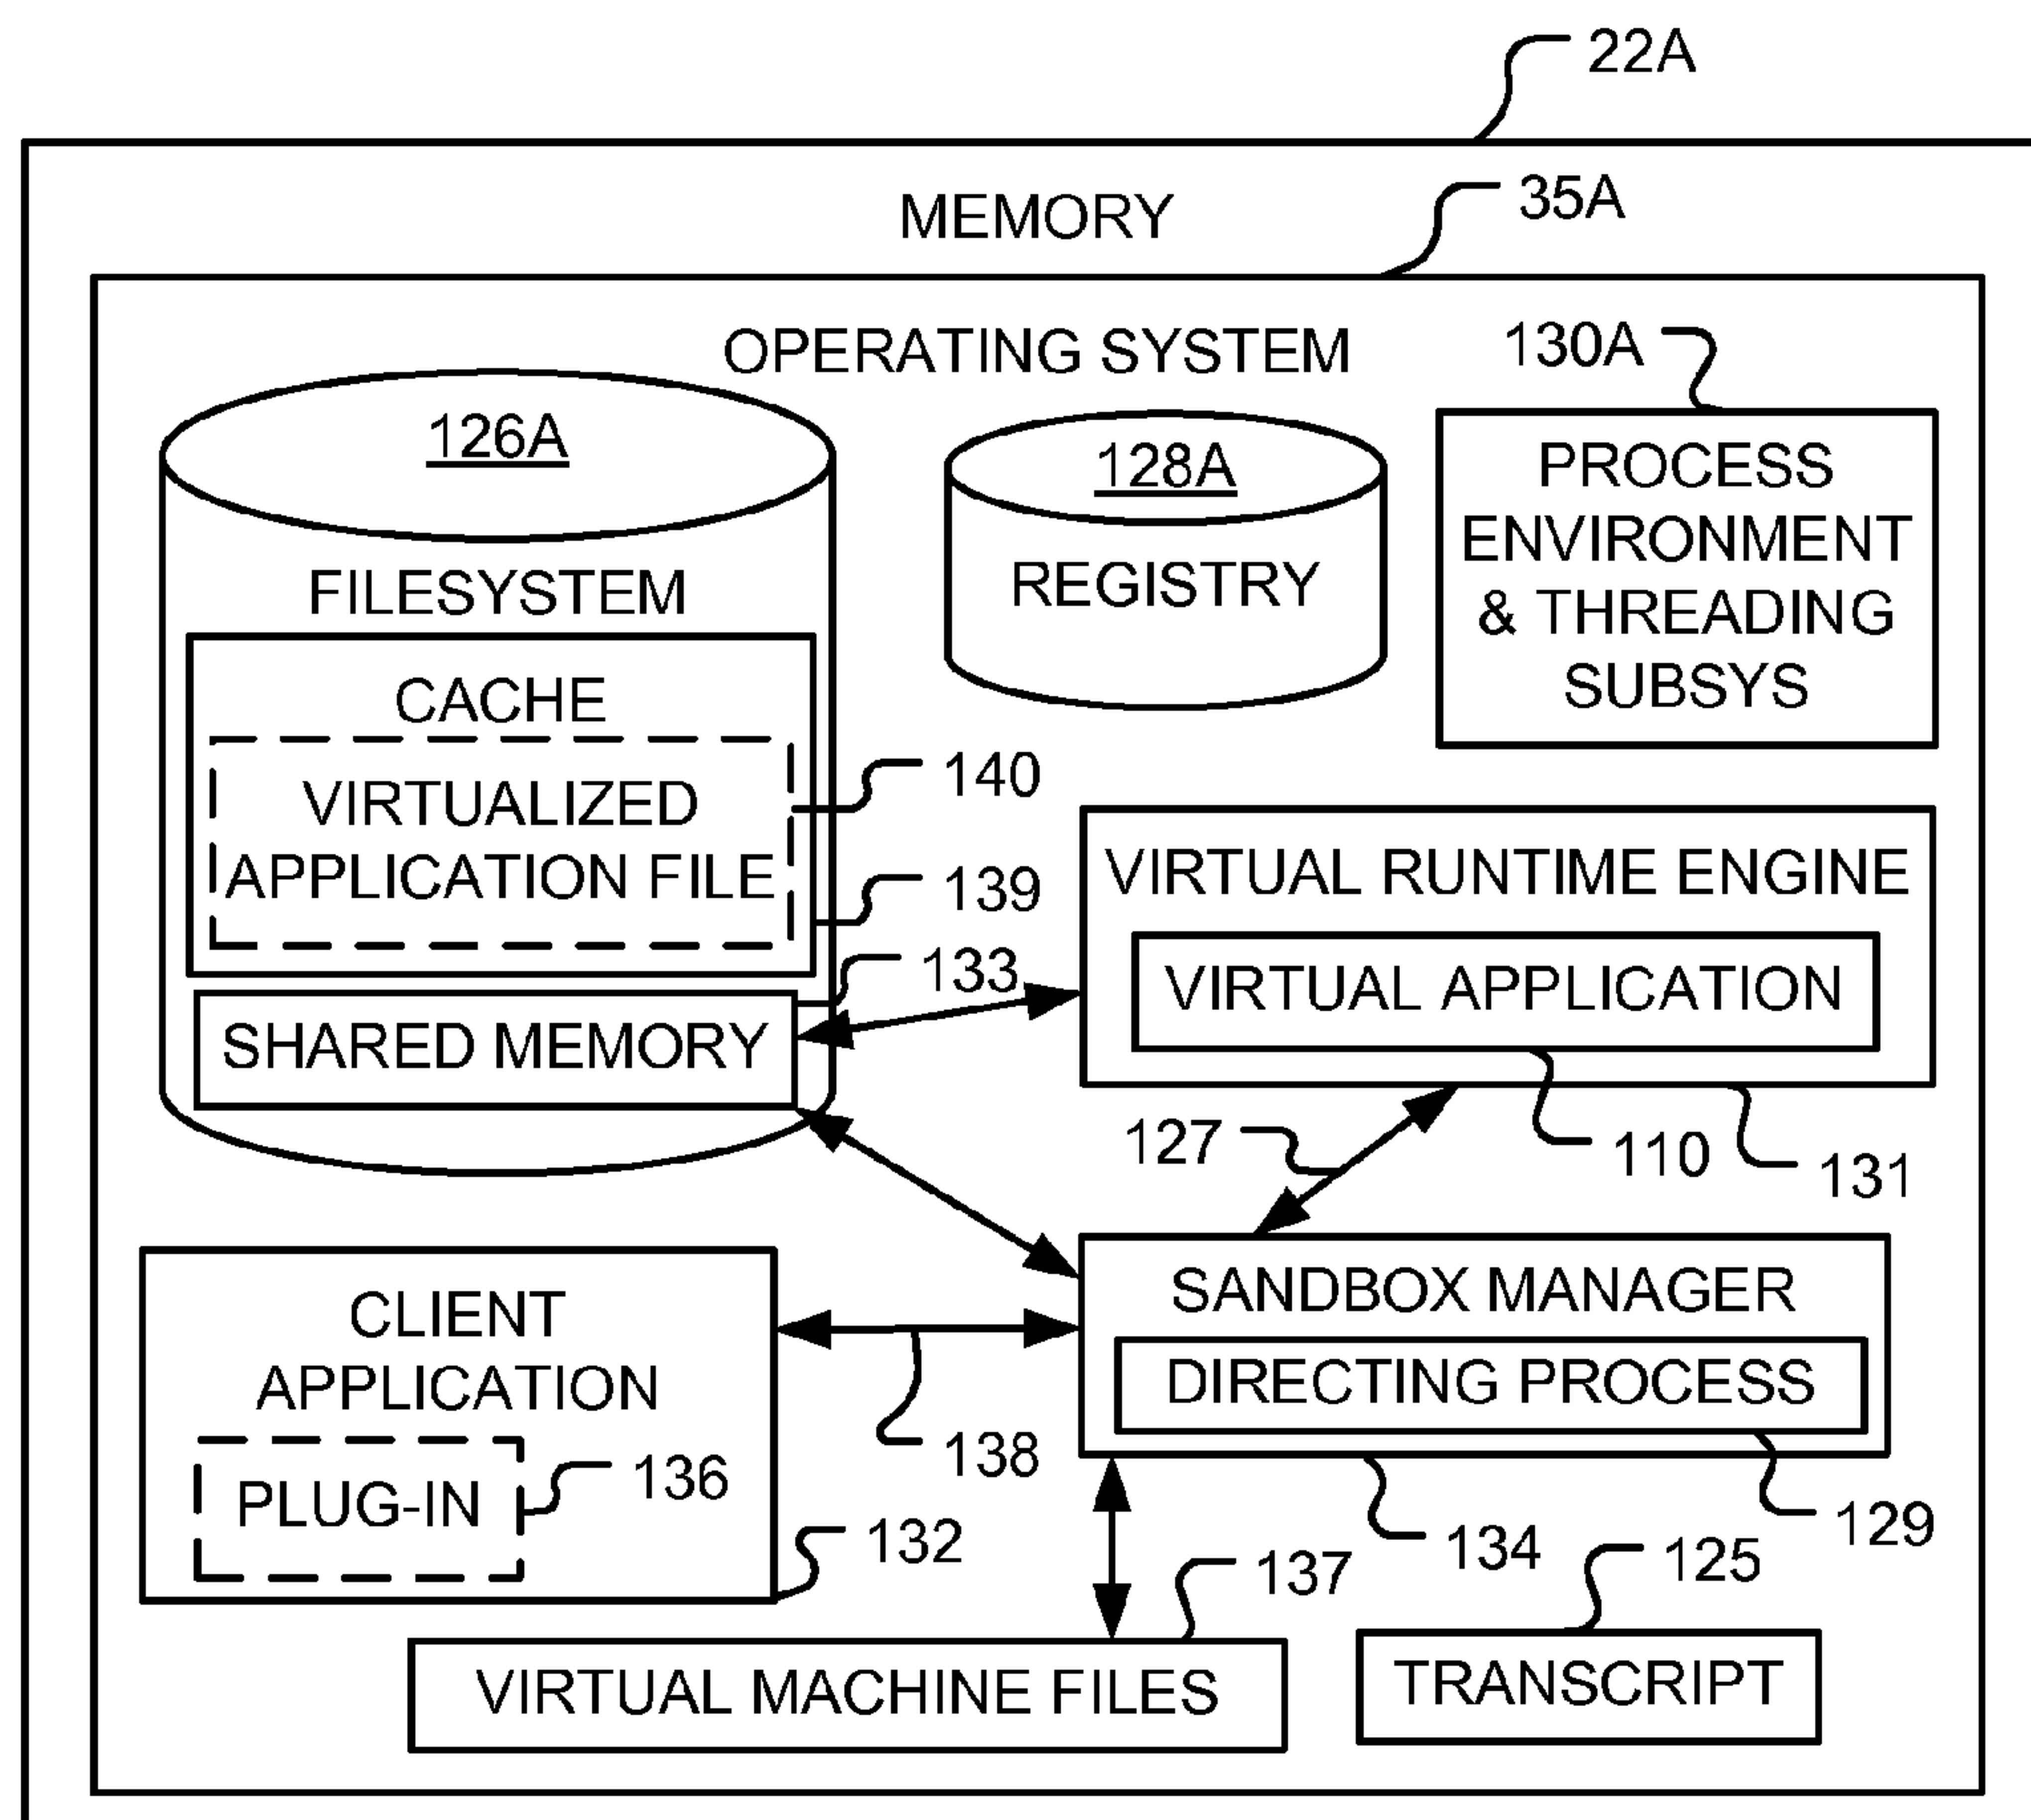 22A
MEMORY
35A
OPERATING SYSTEM
130A
126A
128A
PROCESS
ENVIRONMENT
& THREADING
SUBSYS
FILESYSTEM
REGISTRY
CACHE
VIRTUALIZED
APPLICATION FILE
140
139
133
SHARED MEMORY
VIRTUAL RUNTIME ENGINE
VIRTUAL APPLICATION
127
110
131
CLIENT
APPLICATION
PLUG-IN
136
132
138
SANDBOX MANAGER
DIRECTING PROCESS
129
134
137
125
VIRTUAL MACHINE FILES
TRANSCRIPT